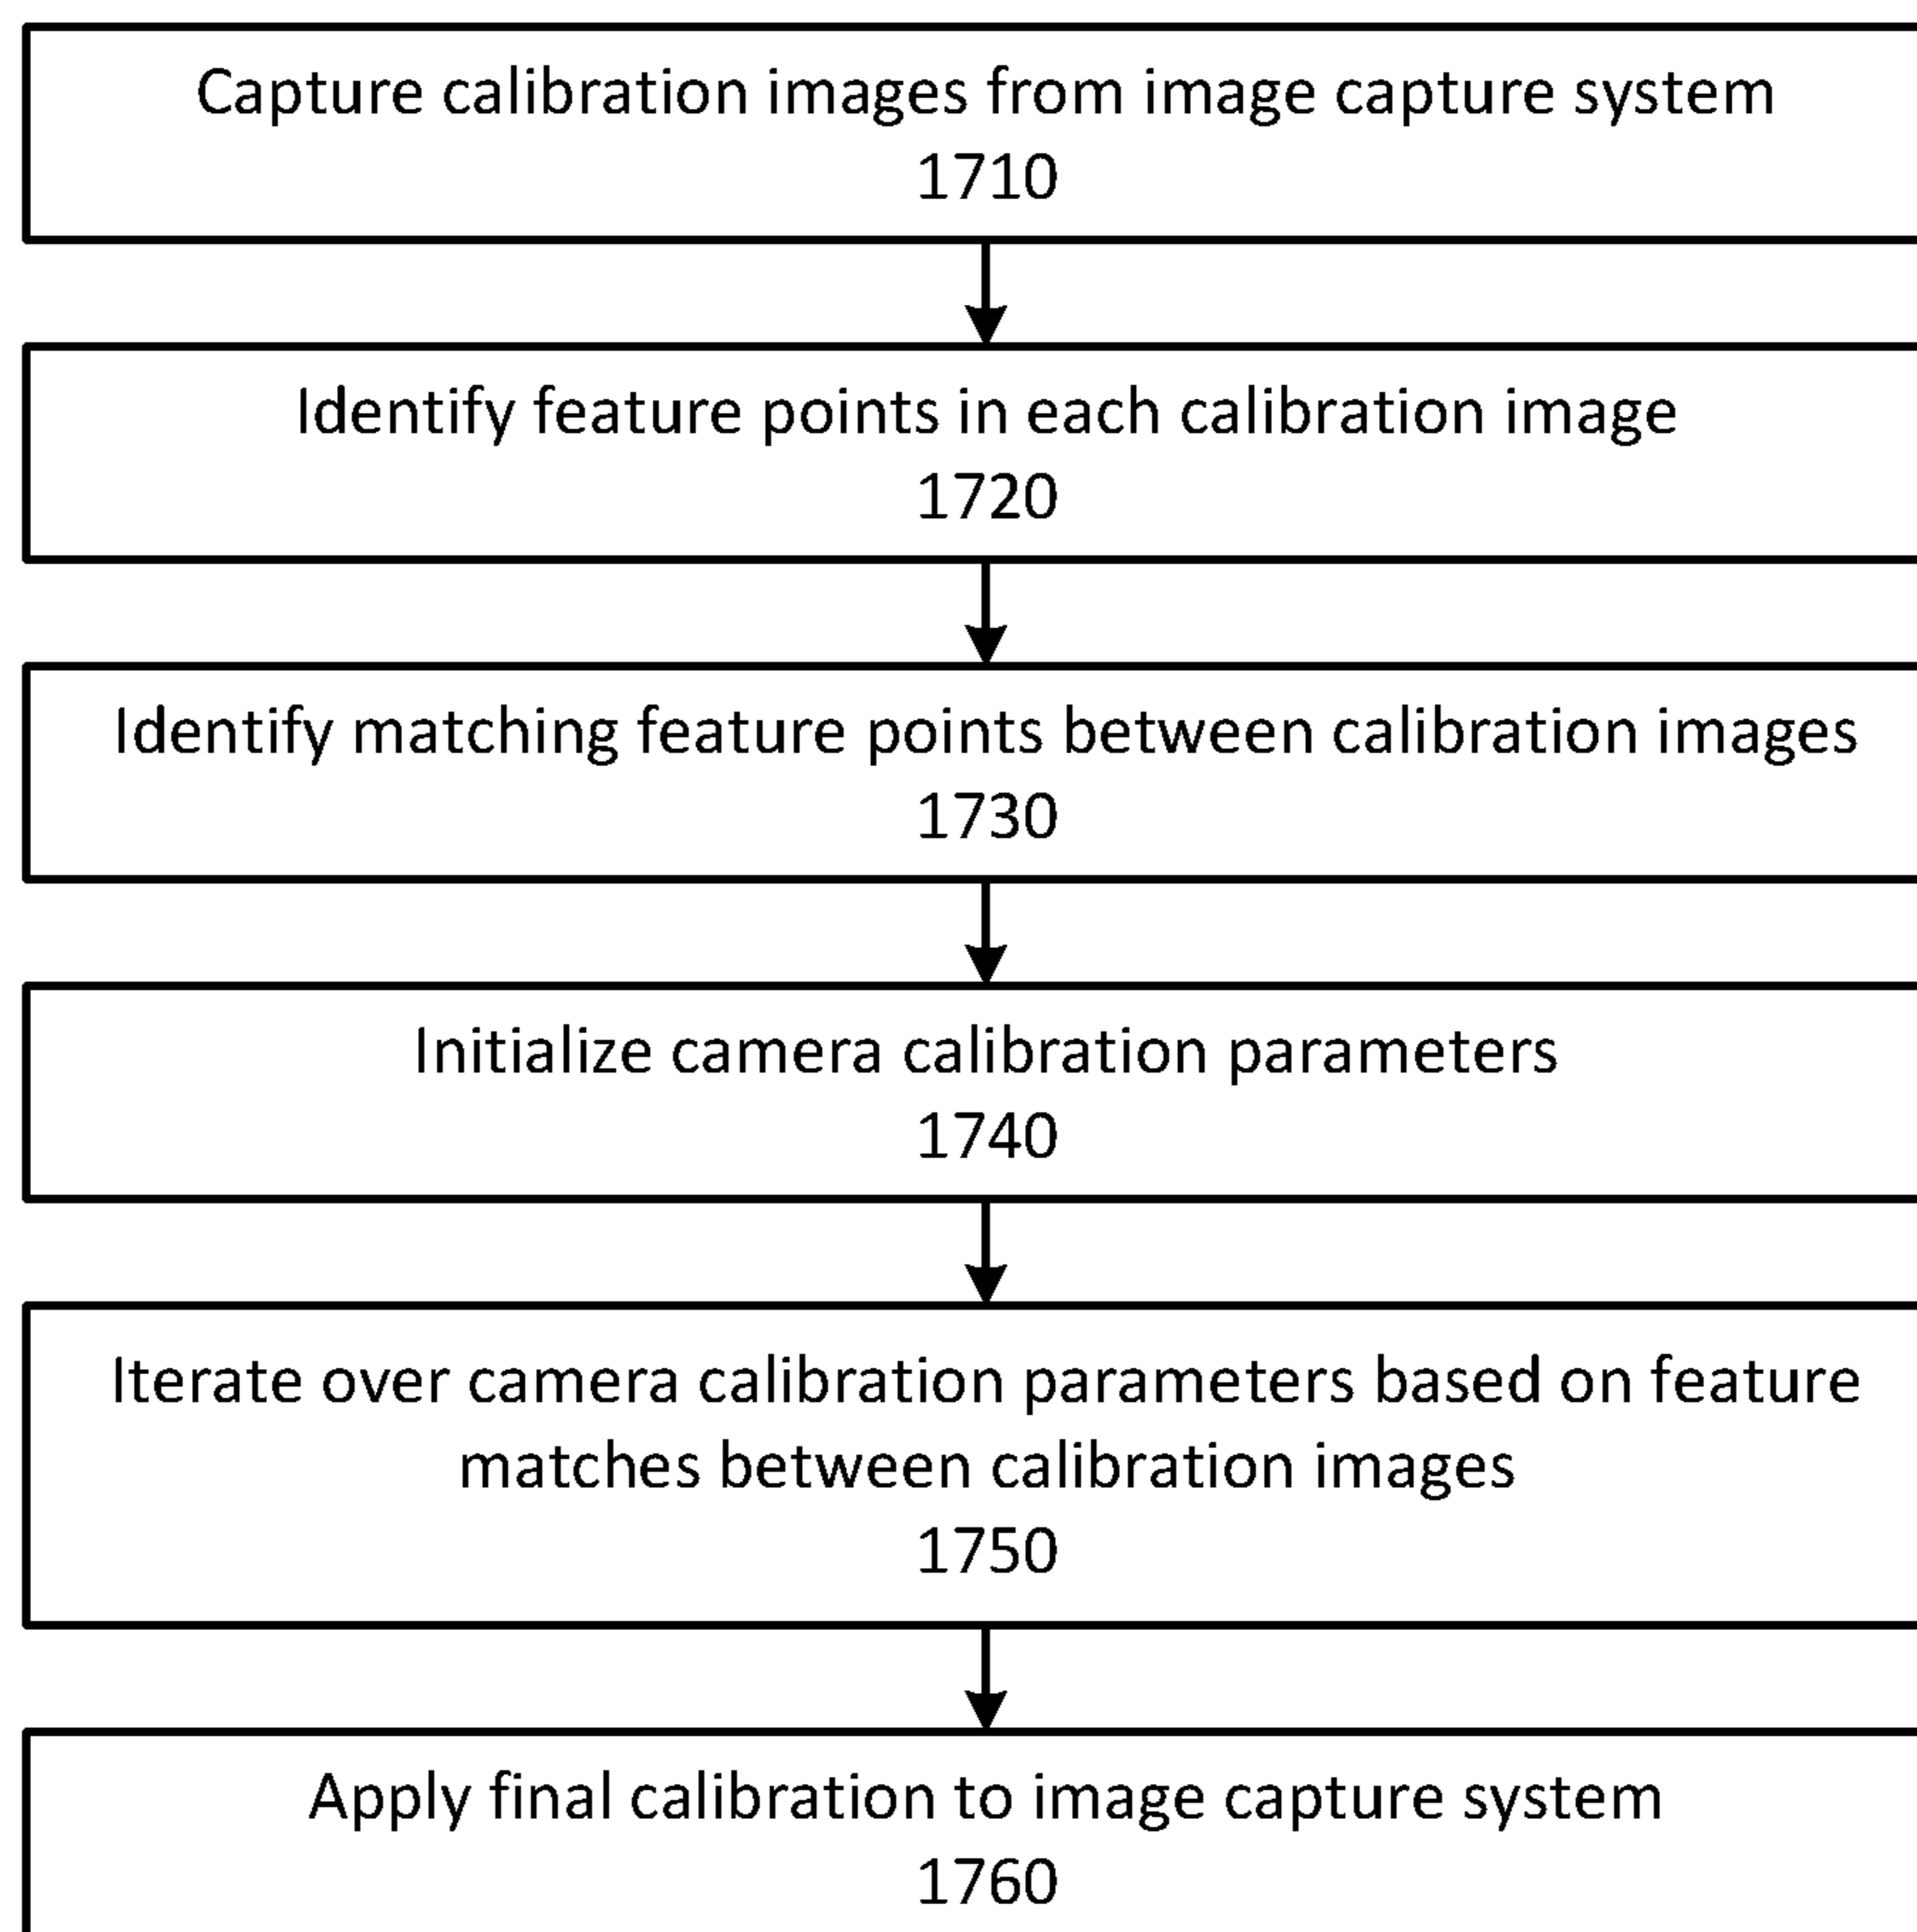 Capture calibration images from image capture system
1710
Identify feature points in each calibration image
1720
Identify matching feature points between calibration images
1730
Initialize camera calibration parameters
1740
Iterate over camera calibration parameters based on feature
matches between calibration images
1750
Apply final calibration to image capture system
1760